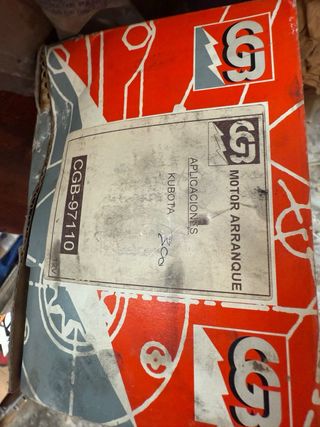 CGB
CGB
MOTOR ARRANQUE
APLICACIONES
KUBOTA
CGB-97110
CGB